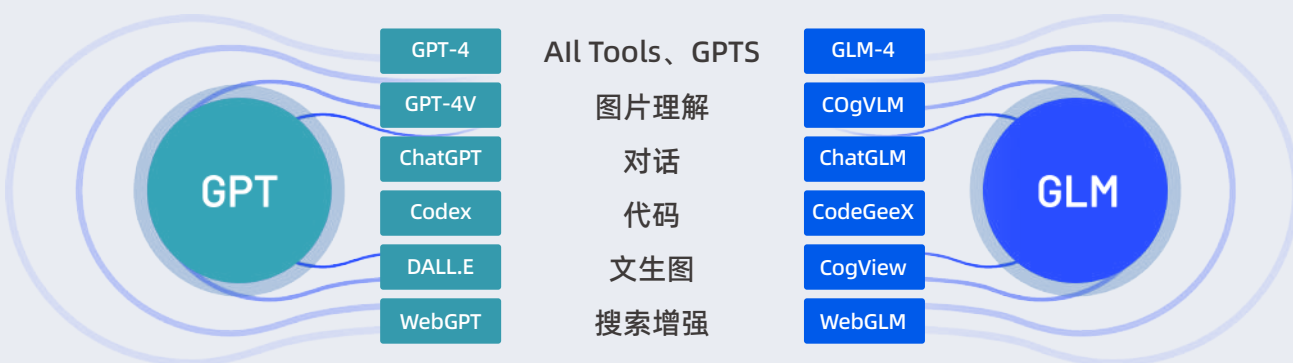 GPT
GPT-4 AIl Tools、GPTS GLM-4
GPT-4V 图片理解 COgVLM
ChatGPT 对话 ChatGLM
Codex 代码 CodeGeeX
DALL.E 文生图 CogView
WebGPT 搜索增强 WebGLM
GLM